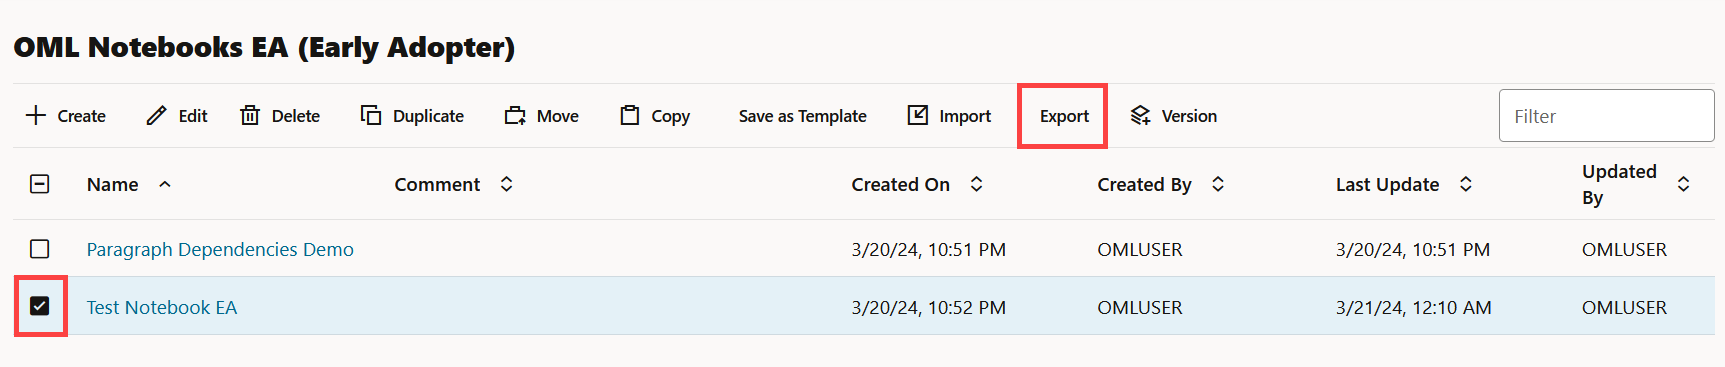 OML Notebooks EA (Early Adopter)
Create Edit Delete Duplicate Move Copy Save as Template Import Export Version Filter
Name Comment Created On Created By Last Update Updated By
Paragraph Dependencies Demo 3/20/24, 10:51 PM OMLUSER 3/20/24, 10:51 PM OMLUSER
Test Notebook EA 3/20/24, 10:52 PM OMLUSER 3/21/24, 12:10 AM OMLUSER